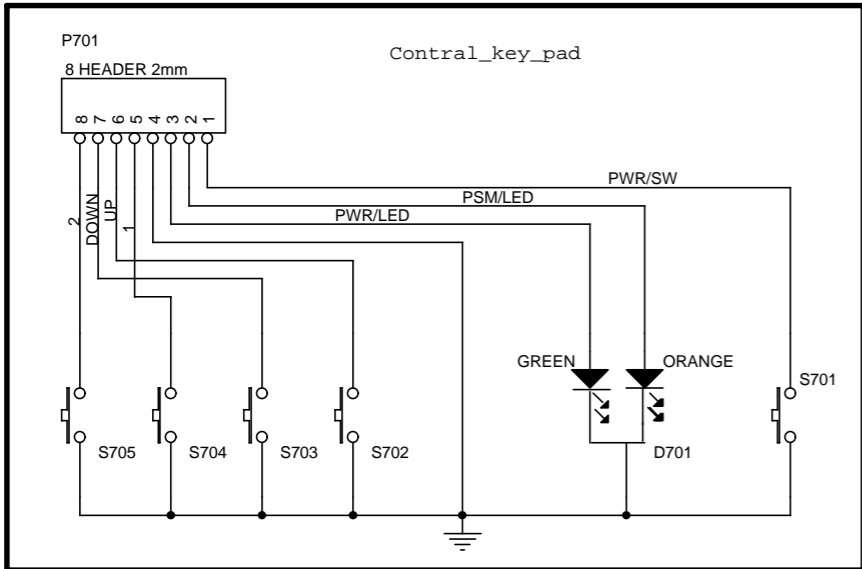 P701
Contral_key_pad
8 HEADER 2mm
8 7 6 5 4 3 2 1
PWR/SW
PSM/LED
PWR/LED
2
DOWN
UP
1
GREEN
ORANGE
S701
S705
S704
S703
S702
D701